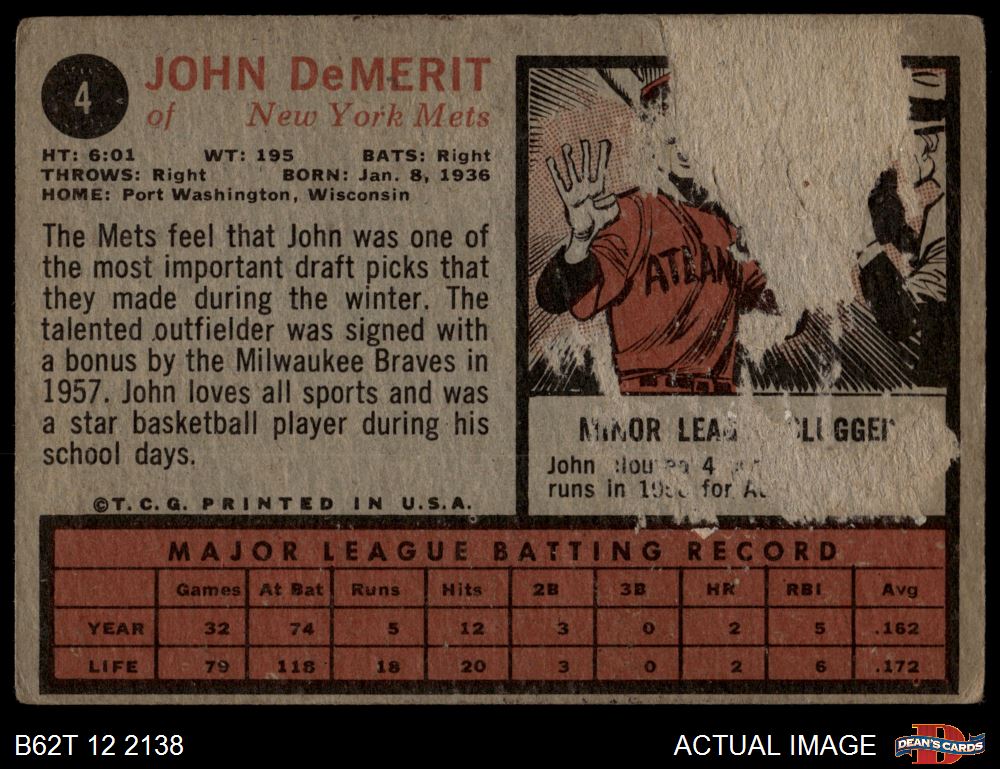 4
JOHN DeMERIT
of New York Mets
HT: 6:01 WT: 195 BATS: Right
THROWS: Right BORN: Jan. 8, 1936
HOME: Port Washington, Wisconsin
The Mets feel that John was one of
the most important draft picks that
they made during the winter. The
talented outfielder was signed with
a bonus by the Milwaukee Braves in
1957. John loves all sports and was
a star basketball player during his
school days.
©T.C.G. PRINTED IN U.S.A.
ATLAN
MINOR
John 4
runs in for
MAJOR LEAGUE BATTING RECORD
Games At Bat Runs Hits 2B 3B HR RBI Avg
YEAR 32 74 5 12 3 0 2 5 .162
LIFE 79 116 18 20 3 0 2 6 .172
B62T 12 2138 ACTUAL IMAGE
D
DEAN'S CARDS